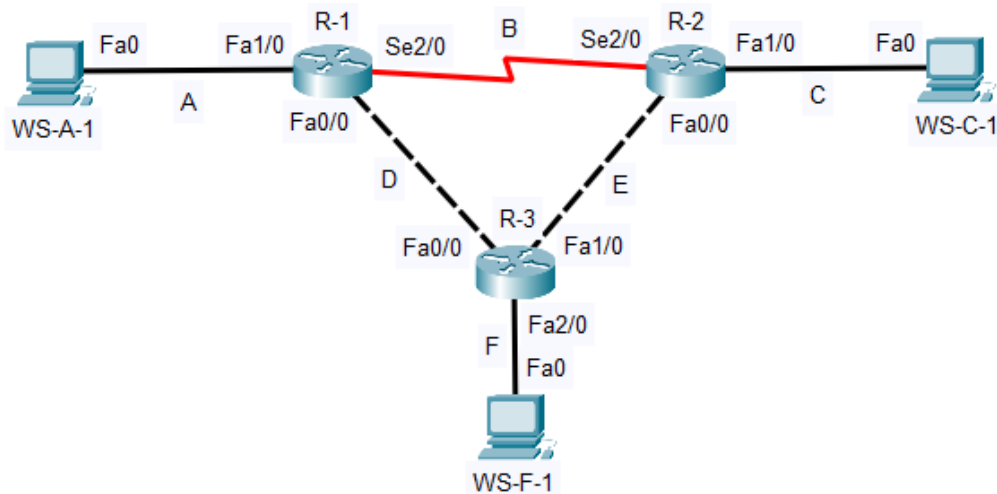 R-1
B
R-2
Fa0
Fa1/0
Se2/0
Se2/0
Fa1/0
Fa0
A
C
WS-A-1
Fa0/0
Fa0/0
WS-C-1
D
E
R-3
Fa0/0
Fa1/0
Fa2/0
F
Fa0
WS-F-1